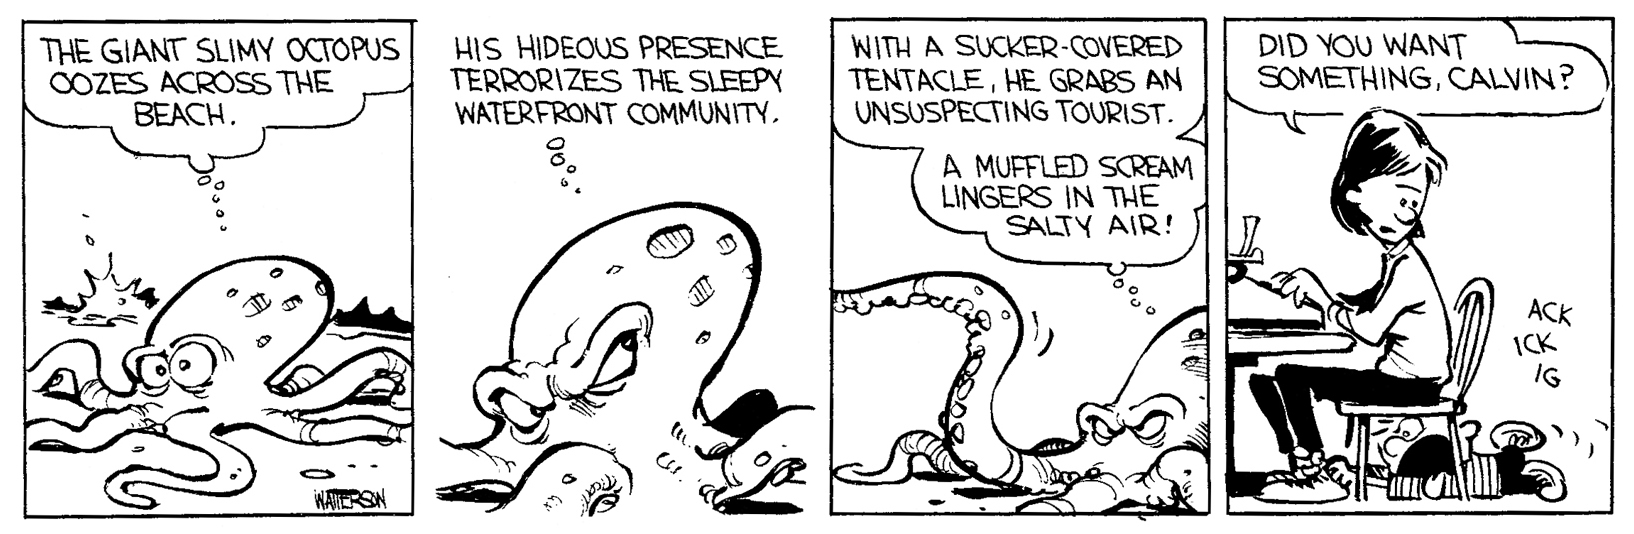 THE GIANT SLIMY OCTOPUS
OOZES ACROSS THE
BEACH.
WATTERSON
HIS HIDEOUS PRESENCE
TERRORIZES THE SLEEPY
WATERFRONT COMMUNITY.
WITH A SUCKER-COVERED
TENTACLE, HE GRABS AN
UNSUSPECTING TOURIST.
A MUFFLED SCREAM
LINGERS IN THE
SALTY AIR!
DID YOU WANT
SOMETHING, CALVIN?
ACK
ICK
IG